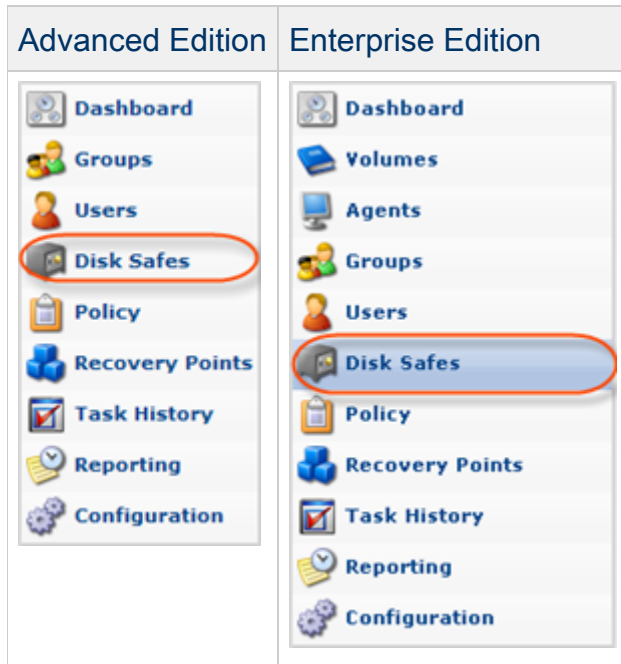 Advanced Edition
Dashboard
Groups
Users
Disk Safes
Policy
Recovery Points
Task History
Reporting
Configuration
Enterprise Edition
Dashboard
Volumes
Agents
Groups
Users
Disk Safes
Policy
Recovery Points
Task History
Reporting
Configuration